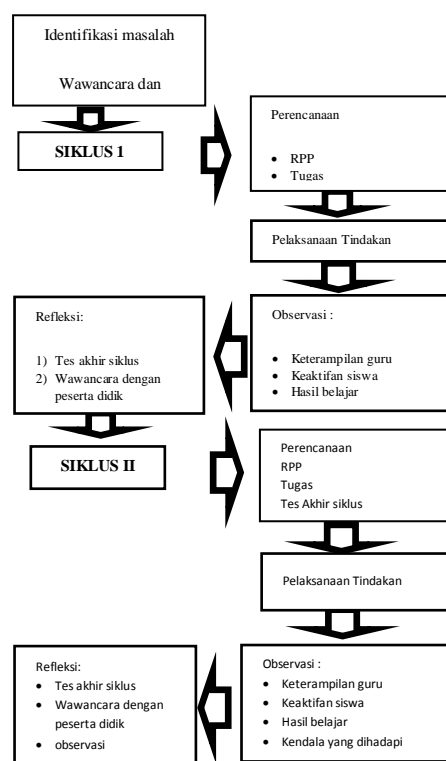 Identifikasi masalah
Wawancara dan
SIKLUS 1
Perencanaan
• RPP
• Tugas
Pelaksanaan Tindakan
Observasi :
• Keterampilan guru
• Keaktifan siswa
• Hasil belajar
Refleksi:
1) Tes akhir siklus
2) Wawancara dengan
peserta didik
SIKLUS II
Perencanaan
RPP
Tugas
Tes Akhir siklus
Pelaksanaan Tindakan
Observasi :
• Keterampilan guru
• Keaktifan siswa
• Hasil belajar
• Kendala yang dihadapi
Refleksi:
• Tes akhir siklus
• Wawancara dengan
peserta didik
• observasi